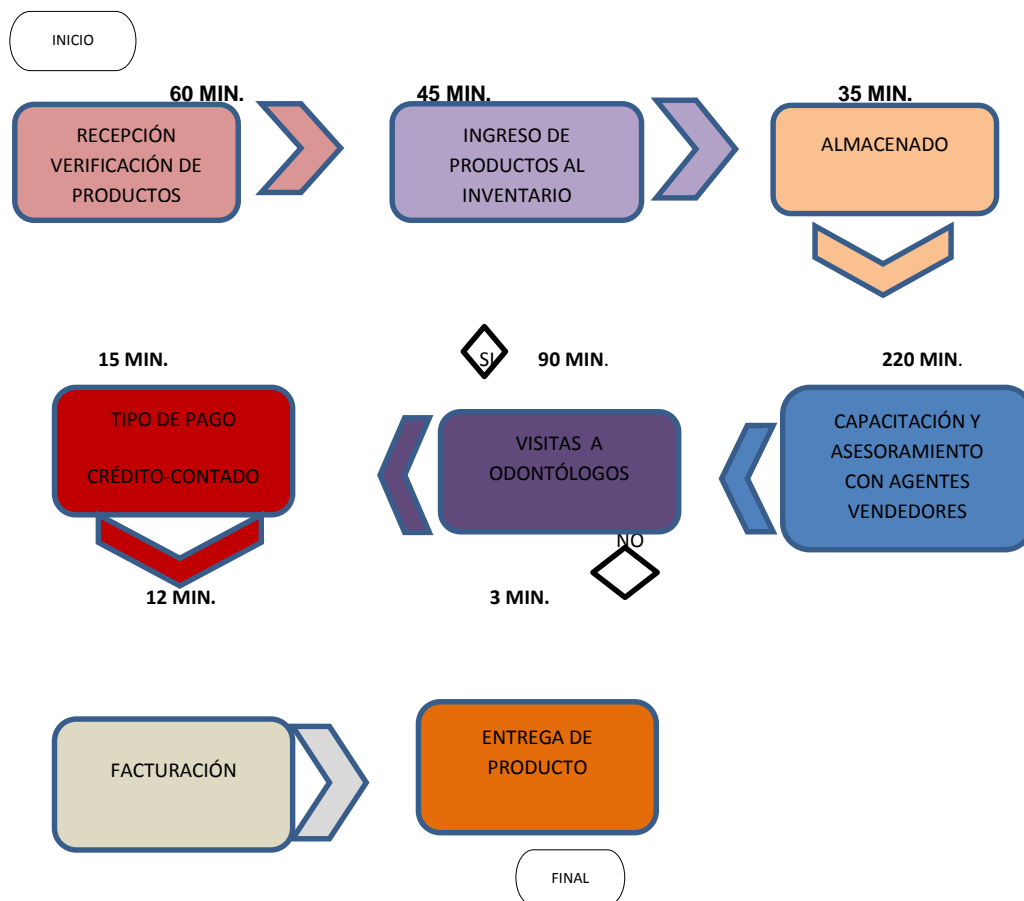 INICIO
60 MIN.
45 MIN.
35 MIN.
RECEPCIÓN
VERIFICACIÓN DE
PRODUCTOS
INGRESO DE
PRODUCTOS AL
INVENTARIO
ALMACENADO
15 MIN.
SI
90 MIN.
220 MIN.
TIPO DE PAGO
CRÉDITO-CONTADO
VISITAS A
ODONTÓLOGOS
CAPACITACIÓN Y
ASESORAMIENTO
CON AGENTES
VENDEDORES
NO
12 MIN.
3 MIN.
FACTURACIÓN
ENTREGA DE
PRODUCTO
FINAL